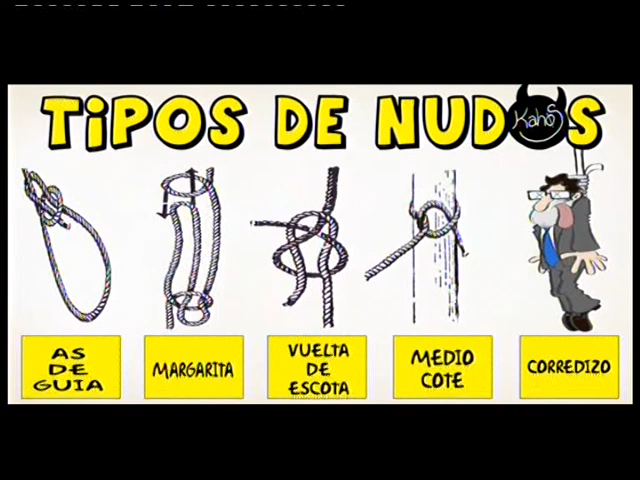 TiPOS DE NUDOS
Kahos
AS
DE
GUIA
MARGARITA
VUELTA
DE
ESCOTA
MEDIO
COTE
CORREDIZO